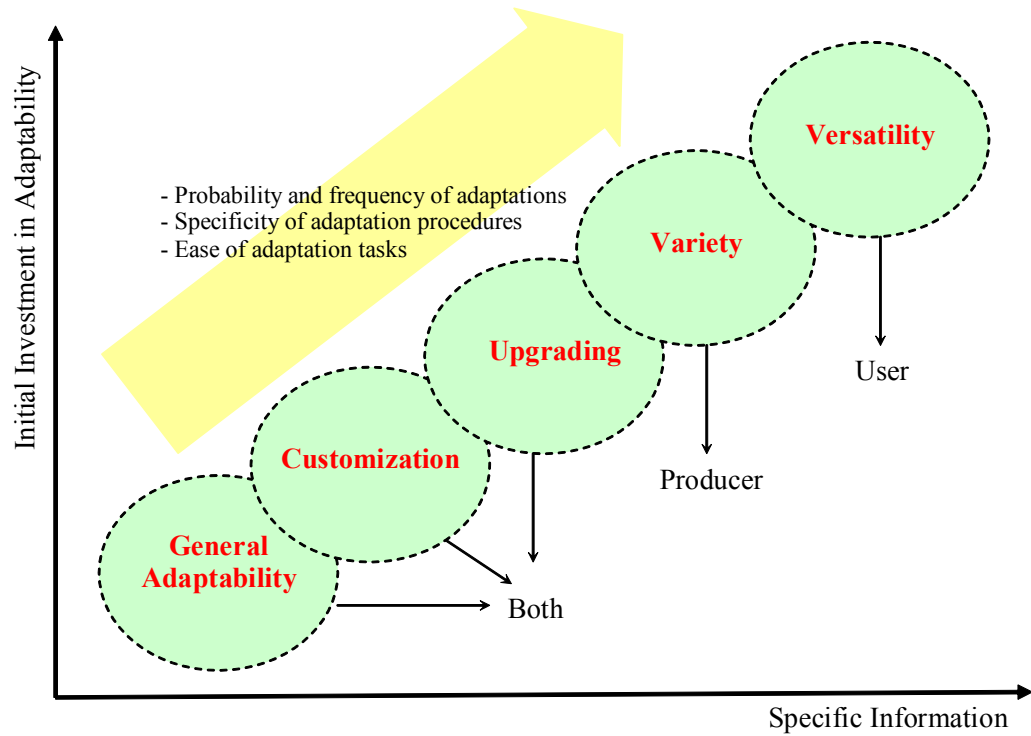 Initial Investment in Adaptability
- Probability and frequency of adaptations
- Specificity of adaptation procedures
- Ease of adaptation tasks
Versatility
Variety
Upgrading
User
Customization
Producer
General
Adaptability
Both
Specific Information